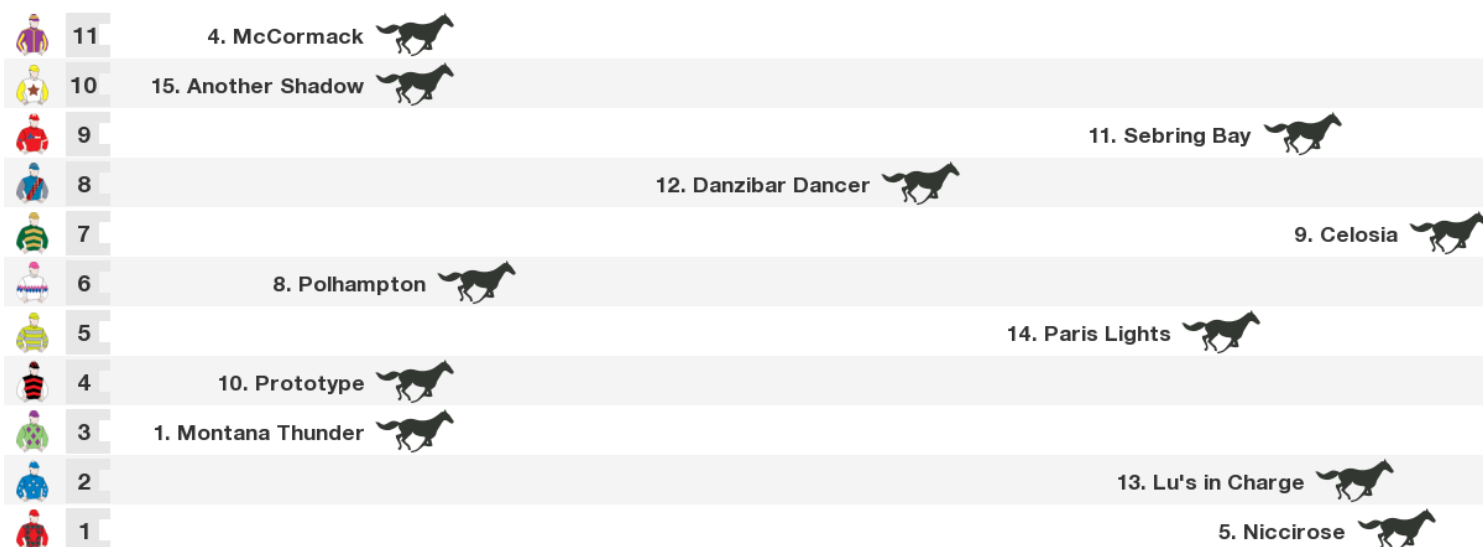 11 4. McCormack
10 15. Another Shadow
9 11. Sebring Bay
8 12. Danzibar Dancer
7 9. Celosia
6 8. Polhampton
5 14. Paris Lights
4 10. Prototype
3 1. Montana Thunder
2 13. Lu's in Charge
1 5. Niccirose